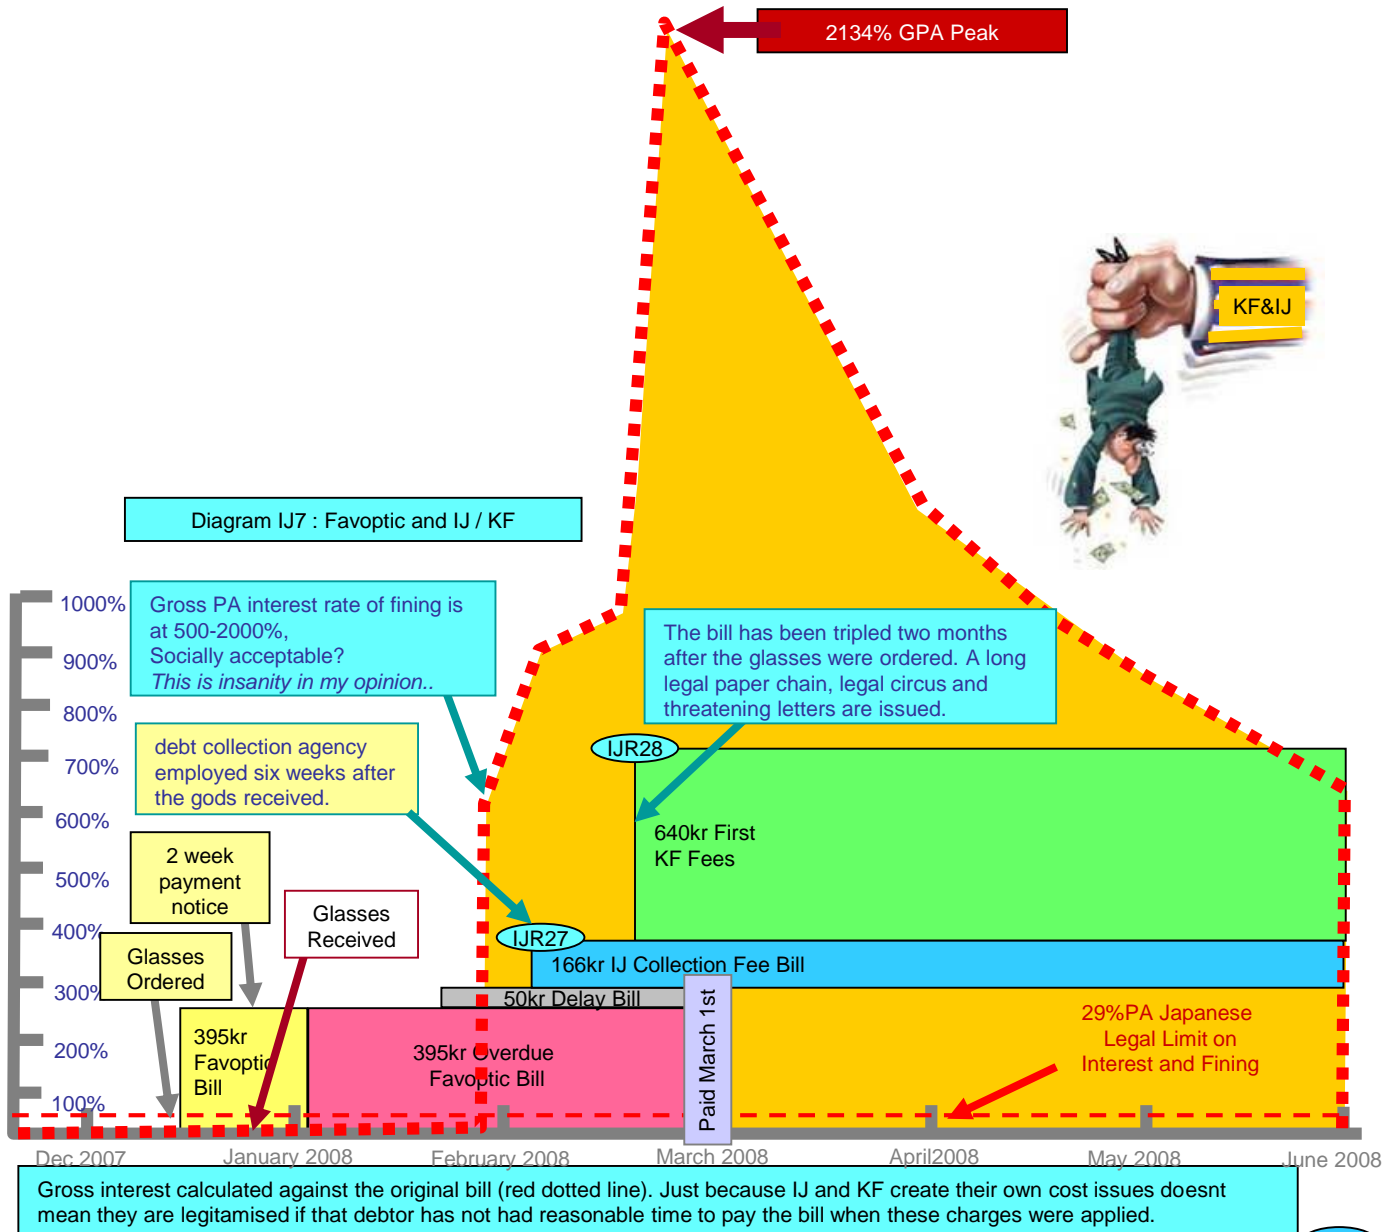 2134% GPA Peak
KF&IJ
Diagram IJ7 : Favoptic and IJ / KF
1000%
900%
800%
700%
600%
500%
400%
300%
200%
100%
Gross PA interest rate of fining is
at 500-2000%,
Socially acceptable?
This is insanity in my opinion..
The bill has been tripled two months
after the glasses were ordered. A long
legal paper chain, legal circus and
threatening letters are issued.
debt collection agency
employed six weeks after
the gods received.
IJR28
640kr First
KF Fees
2 week
payment
notice
Glasses
Received
Glasses
Ordered
IJR27
166kr IJ Collection Fee Bill
50kr Delay Bill
395kr
Favoptic
Bill
395kr Overdue
Favoptic Bill
Paid March 1st
29%PA Japanese
Legal Limit on
Interest and Fining
Dec 2007
January 2008
February 2008
March 2008
April2008
May 2008
June 2008
Gross interest calculated against the original bill (red dotted line). Just because IJ and KF create their own cost issues doesnt
mean they are legitamised if that debtor has not had reasonable time to pay the bill when these charges were applied.